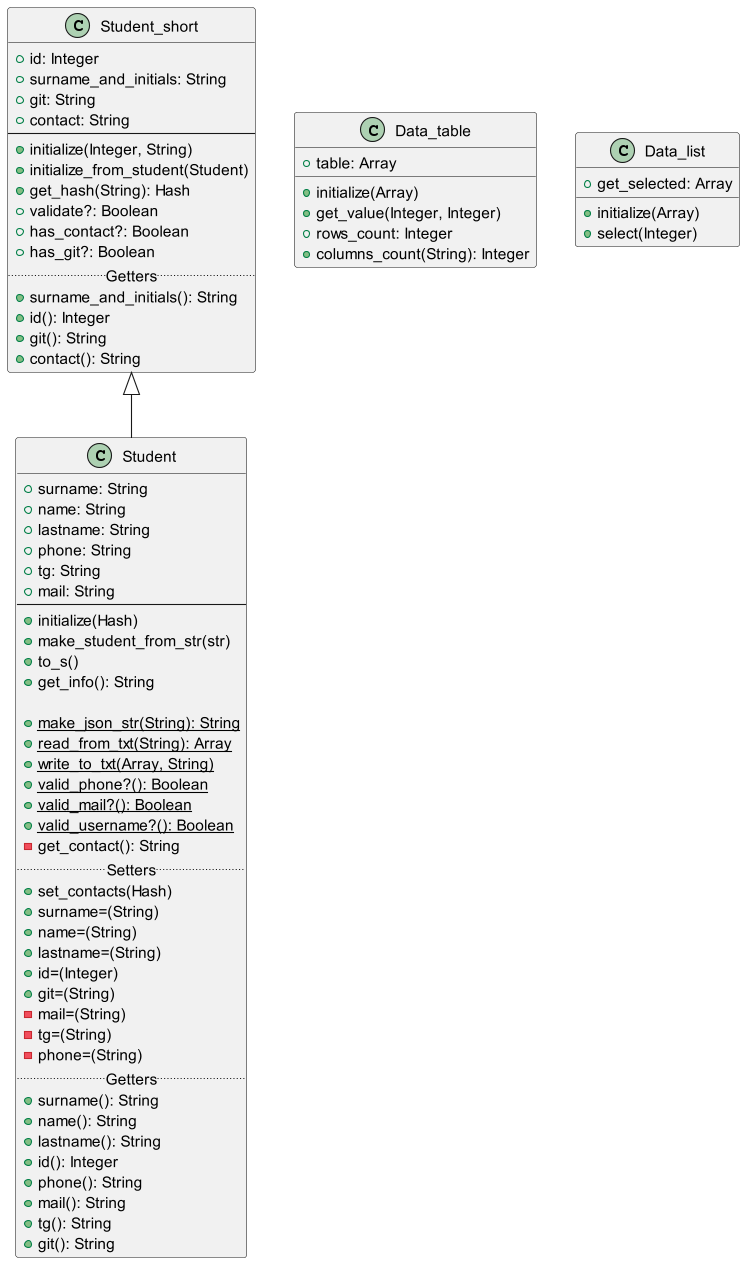 C Student_short
id: Integer
surname_and_initials: String
git: String
contact: String
initialize(Integer, String)
initialize_from_student(Student)
get_hash(String): Hash
validate?: Boolean
has_contact?: Boolean
has_git?: Boolean
Getters
surname_and_initials(): String
id(): Integer
git(): String
contact(): String
C Data_table
table: Array
initialize(Array)
get_value(Integer, Integer)
rows_count: Integer
columns_count(String): Integer
C Data_list
get_selected: Array
initialize(Array)
select(Integer)
C Student
surname: String
name: String
lastname: String
phone: String
tg: String
mail: String
initialize(Hash)
make_student_from_str(str)
to_s()
get_info(): String
make_json_str(String): String
read_from_txt(String): Array
write_to_txt(Array, String)
valid_phone?(): Boolean
valid_mail?(): Boolean
valid_username?(): Boolean
get_contact(): String
Setters
set_contacts(Hash)
surname=(String)
name=(String)
lastname=(String)
id=(Integer)
git=(String)
mail=(String)
tg=(String)
phone=(String)
Getters
surname(): String
name(): String
lastname(): String
id(): Integer
phone(): String
mail(): String
tg(): String
git(): String